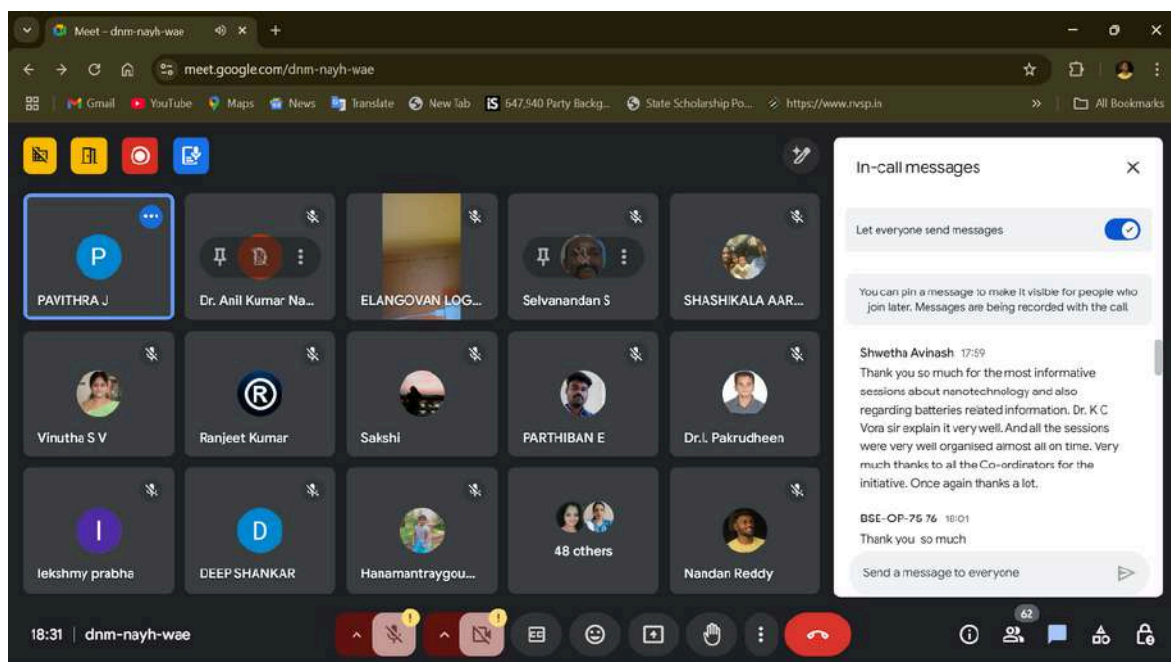 Meet – dnm-nayh-wae
meet.google.com/dnm-nayh-wae
Gmail YouTube Maps News Translate New Tab iS 647,940 Party Backg... State Scholarship Po... https://www.nvsp.in » All Bookmarks
In-call messages
Let everyone send messages
You can pin a message to make it visible for people who
join later. Messages are being recorded with the call.
Shwetha Avinash 17:59
Thank you so much for the most informative
sessions about nanotechnology and also
regarding batteries related information. Dr. K C
Vora sir explain it very well. And all the sessions
were very well organised almost all on time. Very
much thanks to all the Co-ordinators for the
initiative. Once again thanks a lot.
BSE-OP-75 76 18:01
Thank you so much
Send a message to everyone
P
PAVITHRA J
Dr. Anil Kumar Na...
ELANGOVAN LOG...
Selvanandan S
SHASHIKALA AAR...
Vinutha S V
®
Ranjeet Kumar
Sakshi
PARTHIBAN E
Dr.I. Pakrudheen
l
lekshmy prabha
D
DEEP SHANKAR
Hanamantraygou...
48 others
Nandan Reddy
18:31 | dnm-nayh-wae
62